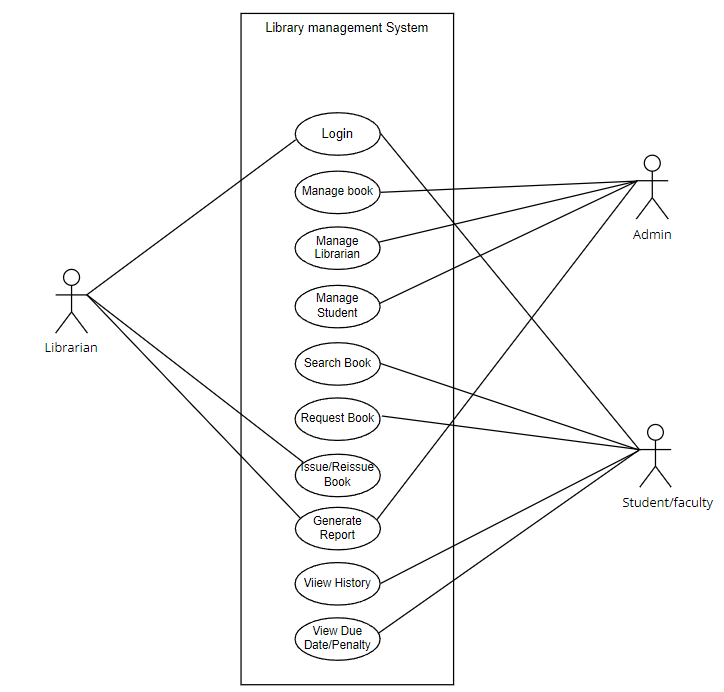 Library management System
Login
Manage book
Manage
Librarian
Manage
Student
Search Book
Request Book
Issue/Reissue
Book
Generate
Report
Viiew History
View Due
Date/Penalty
Librarian
Admin
Student/faculty